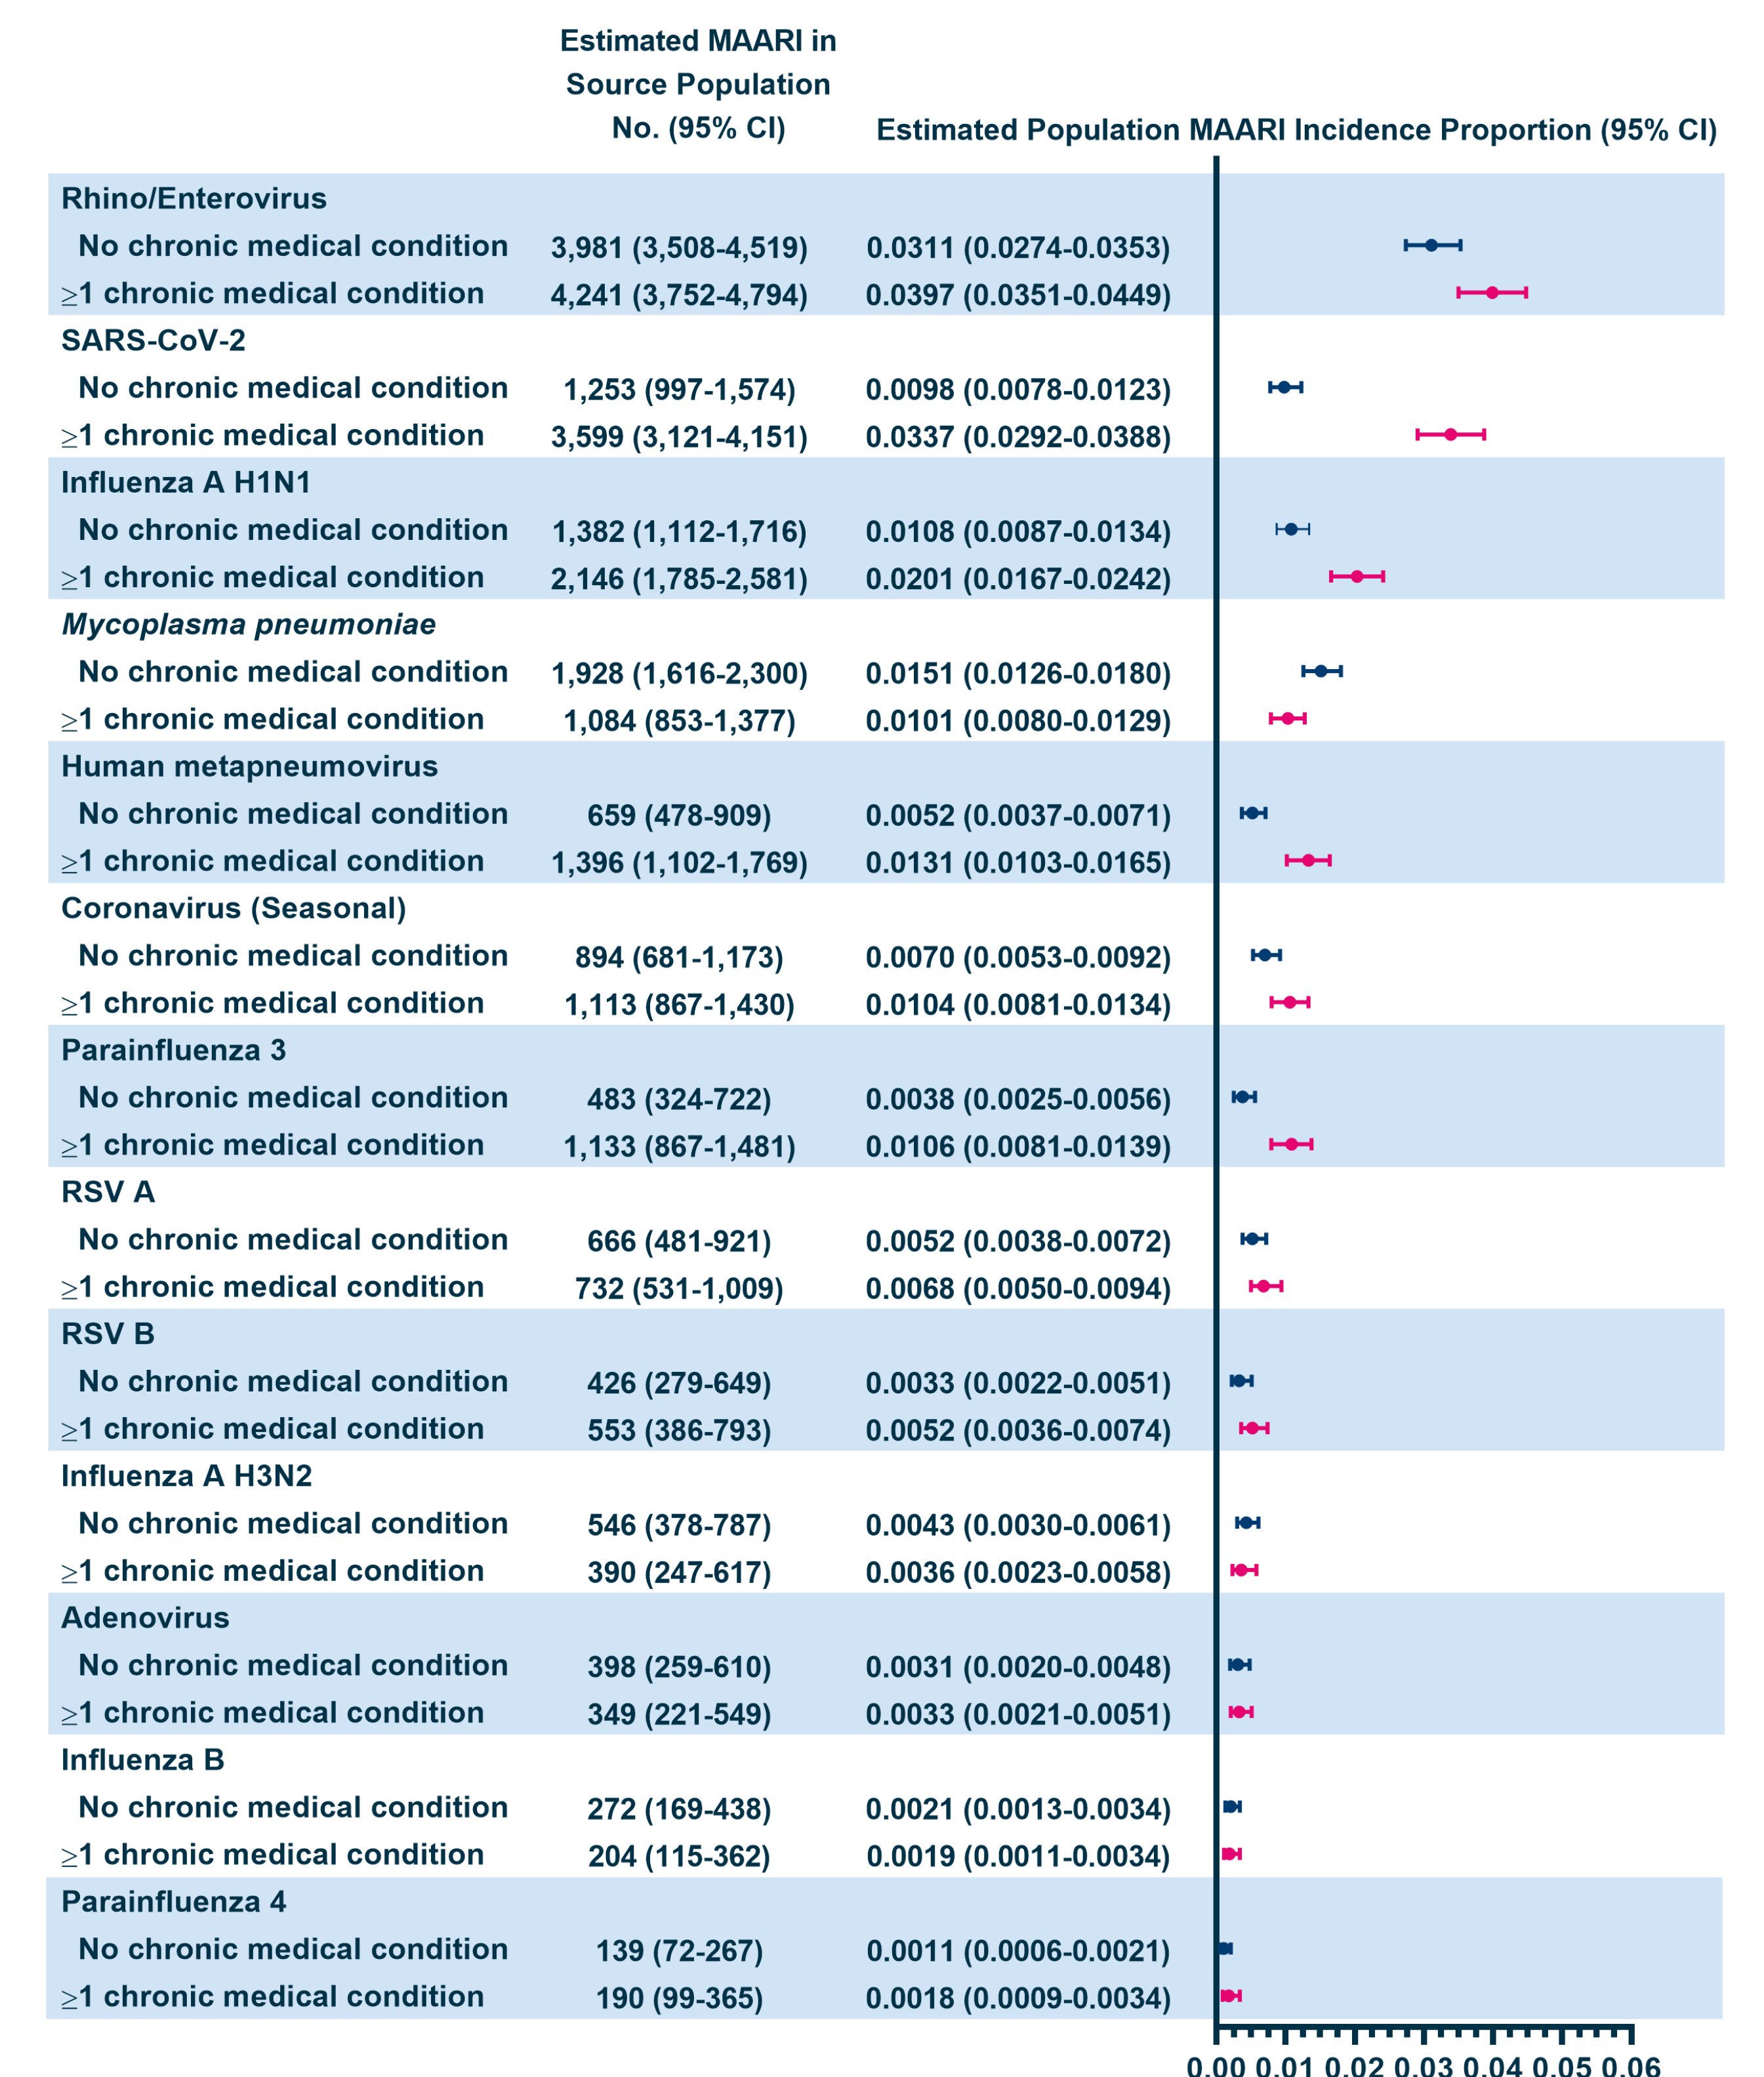 Estimated MAARI in
Source Population
No. (95% CI) Estimated Population MAARI Incidence Proportion (95% CI)
Rhino/Enterovirus
No chronic medical condition 3,981 (3,508-4,519) 0.0311 (0.0274-0.0353)
≥1 chronic medical condition 4,241 (3,752-4,794) 0.0397 (0.0351-0.0449)
SARS-CoV-2
No chronic medical condition 1,253 (997-1,574) 0.0098 (0.0078-0.0123)
≥1 chronic medical condition 3,599 (3,121-4,151) 0.0337 (0.0292-0.0388)
Influenza A H1N1
No chronic medical condition 1,382 (1,112-1,716) 0.0108 (0.0087-0.0134)
≥1 chronic medical condition 2,146 (1,785-2,581) 0.0201 (0.0167-0.0242)
Mycoplasma pneumoniae
No chronic medical condition 1,928 (1,616-2,300) 0.0151 (0.0126-0.0180)
≥1 chronic medical condition 1,084 (853-1,377) 0.0101 (0.0080-0.0129)
Human metapneumovirus
No chronic medical condition 659 (478-909) 0.0052 (0.0037-0.0071)
≥1 chronic medical condition 1,396 (1,102-1,769) 0.0131 (0.0103-0.0165)
Coronavirus (Seasonal)
No chronic medical condition 894 (681-1,173) 0.0070 (0.0053-0.0092)
≥1 chronic medical condition 1,113 (867-1,430) 0.0104 (0.0081-0.0134)
Parainfluenza 3
No chronic medical condition 483 (324-722) 0.0038 (0.0025-0.0056)
≥1 chronic medical condition 1,133 (867-1,481) 0.0106 (0.0081-0.0139)
RSV A
No chronic medical condition 666 (481-921) 0.0052 (0.0038-0.0072)
≥1 chronic medical condition 732 (531-1,009) 0.0068 (0.0050-0.0094)
RSV B
No chronic medical condition 426 (279-649) 0.0033 (0.0022-0.0051)
≥1 chronic medical condition 553 (386-793) 0.0052 (0.0036-0.0074)
Influenza A H3N2
No chronic medical condition 546 (378-787) 0.0043 (0.0030-0.0061)
≥1 chronic medical condition 390 (247-617) 0.0036 (0.0023-0.0058)
Adenovirus
No chronic medical condition 398 (259-610) 0.0031 (0.0020-0.0048)
≥1 chronic medical condition 349 (221-549) 0.0033 (0.0021-0.0051)
Influenza B
No chronic medical condition 272 (169-438) 0.0021 (0.0013-0.0034)
≥1 chronic medical condition 204 (115-362) 0.0019 (0.0011-0.0034)
Parainfluenza 4
No chronic medical condition 139 (72-267) 0.0011 (0.0006-0.0021)
≥1 chronic medical condition 190 (99-365) 0.0018 (0.0009-0.0034)
0.00 0.01 0.02 0.03 0.04 0.05 0.06